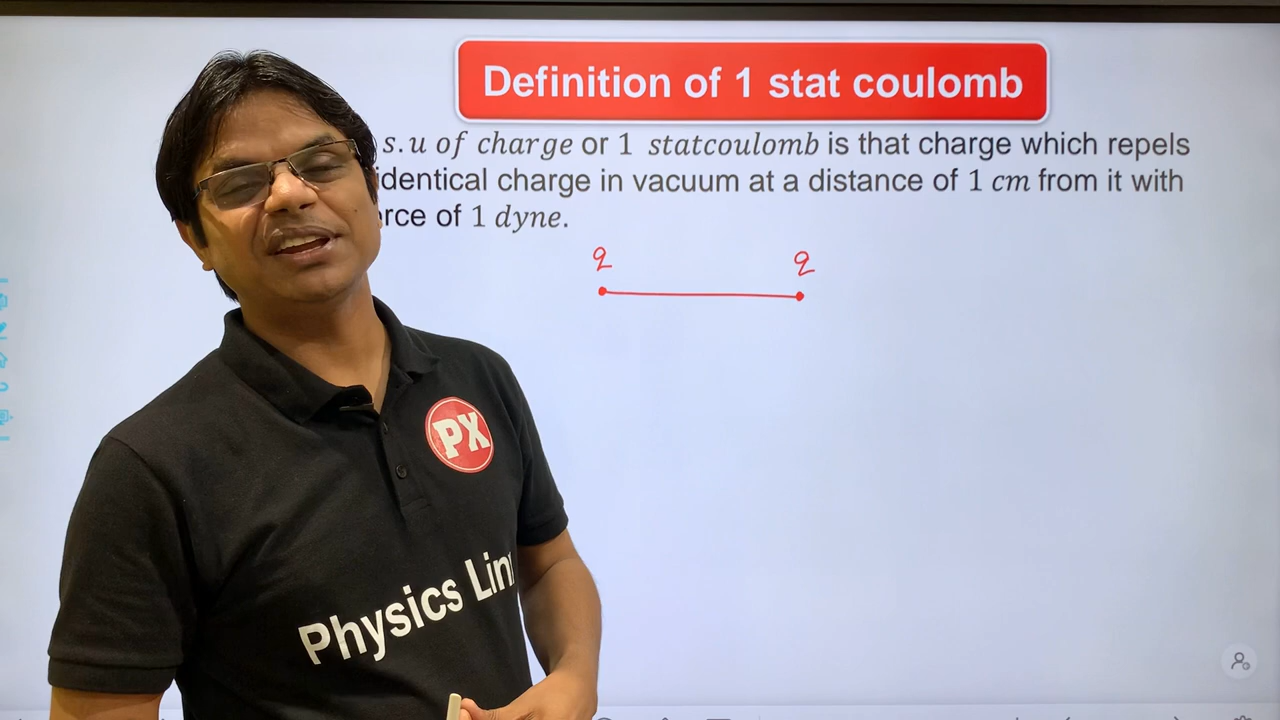 Definition of 1 stat coulomb
s.u of charge or 1 statcoulomb is that charge which repels
identical charge in vacuum at a distance of 1 cm from it with
rce of 1 dyne.
q q
PX
Physics Lin